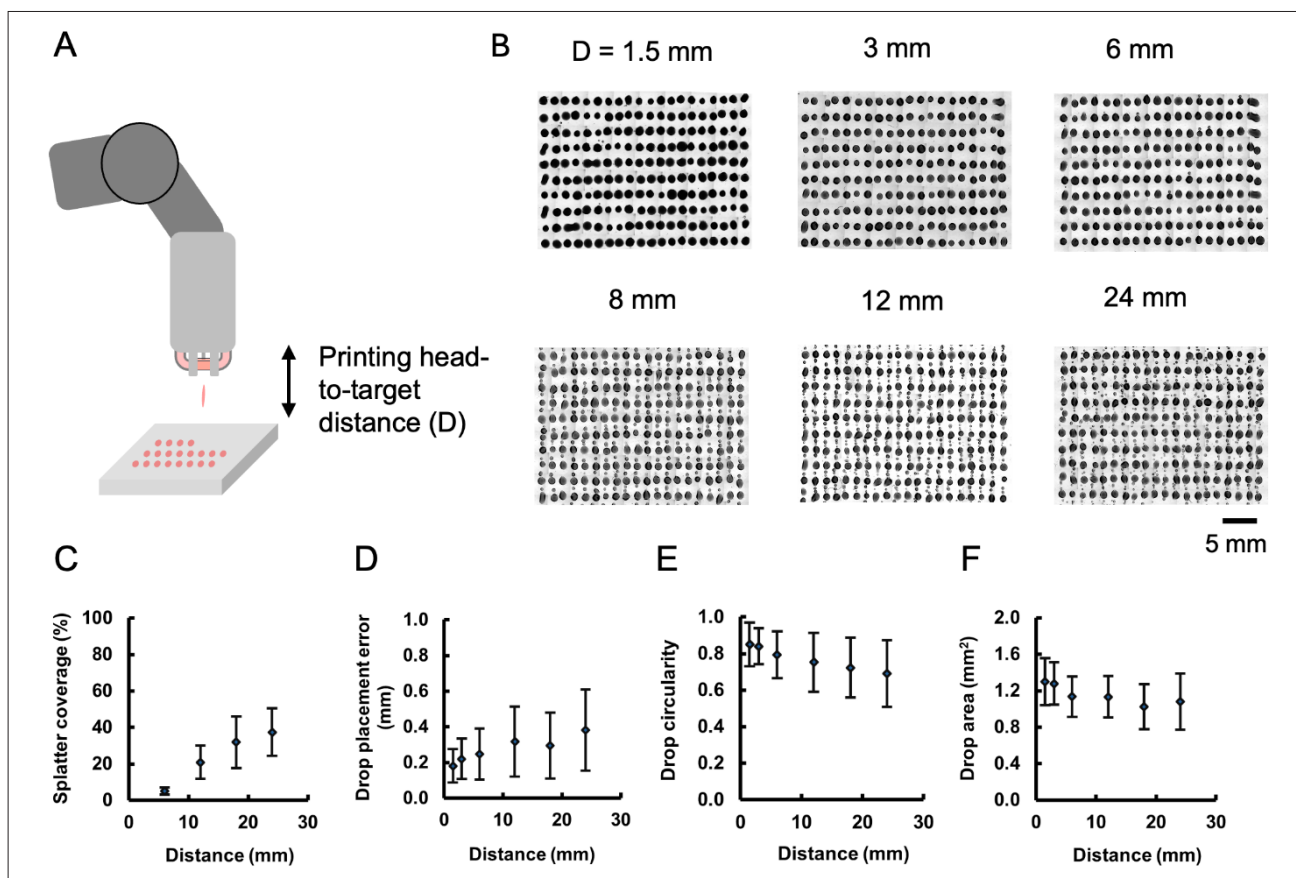 A
Printing head-
to-target
distance (D)
B
D = 1.5 mm
3 mm
6 mm
8 mm
12 mm
24 mm
5 mm
C
Splatter coverage (%)
100
80
60
40
20
0
0 10 20 30
Distance (mm)
D
Drop placement error
(mm)
1.0
0.8
0.6
0.4
0.2
0.0
0 10 20 30
Distance (mm)
E
Drop circularity
1.0
0.8
0.6
0.4
0.2
0.0
0 10 20 30
Distance (mm)
F
Drop area (mm²)
2.0
1.6
1.2
0.8
0.4
0.0
0 10 20 30
Distance (mm)